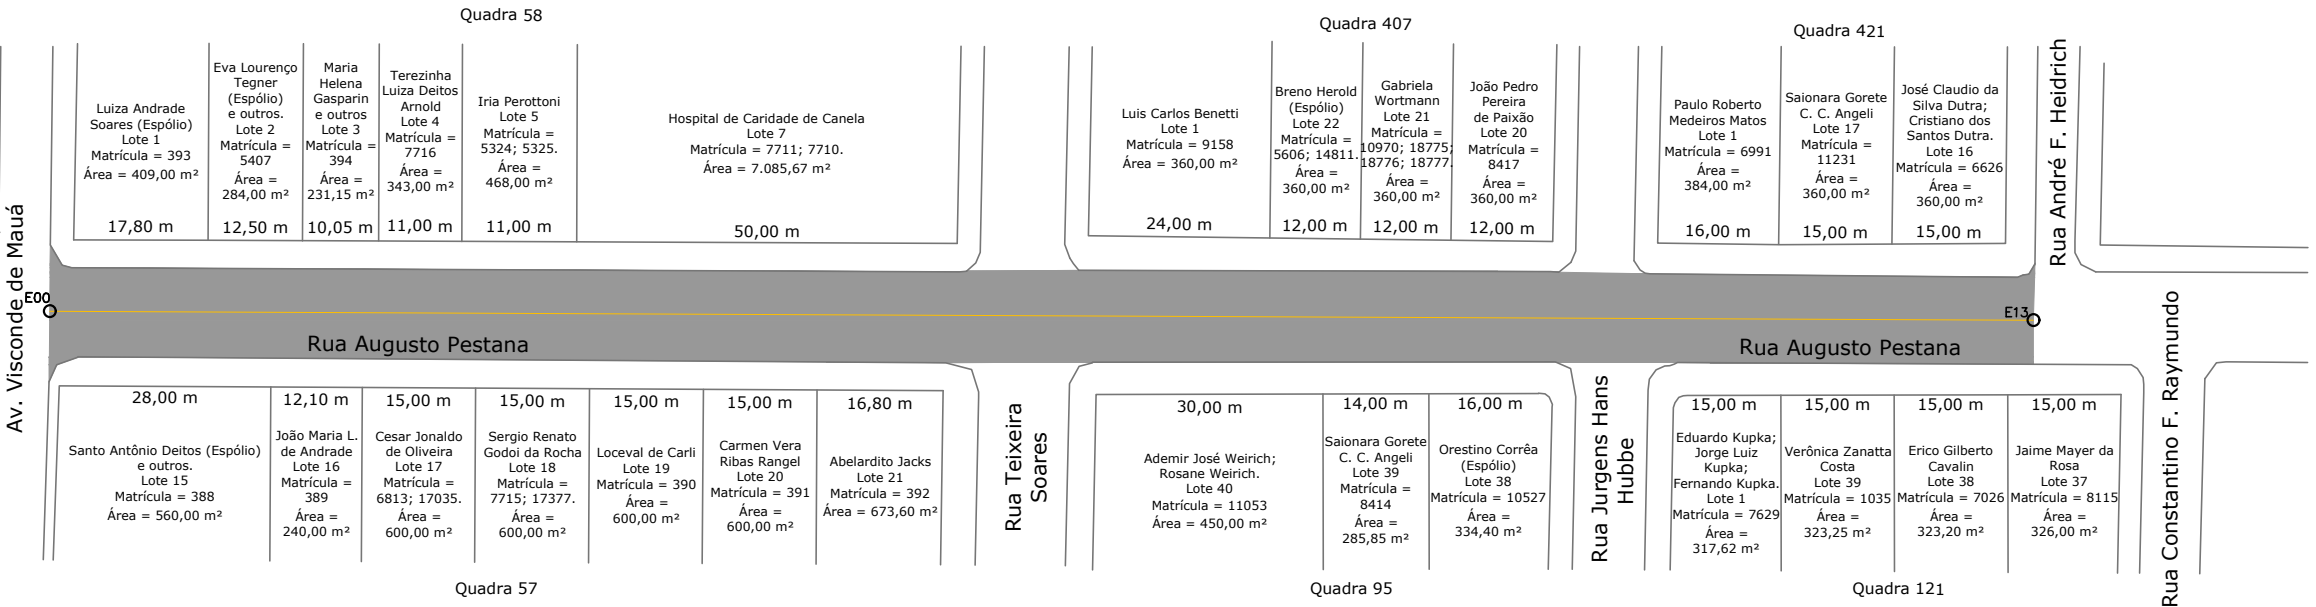 Quadra 58
Quadra 407
Quadra 421
Luiza Andrade
Soares (Espólio)
Lote 1
Matrícula = 393
Área = 409,00 m²
17,80 m
Eva Lourenço
Tegner
(Espólio)
e outros.
Lote 2
Matrícula =
5407
Área =
284,00 m²
12,50 m
Maria
Helena
Gasparin
e outros
Lote 3
Matrícula =
394
Área =
231,15 m²
10,05 m
Terezinha
Luiza Deitos
Arnold
Lote 4
Matrícula =
7716
Área =
343,00 m²
11,00 m
Iria Perottoni
Lote 5
Matrícula =
5324; 5325.
Área =
468,00 m²
11,00 m
Hospital de Caridade de Canela
Lote 7
Matrícula = 7711; 7710.
Área = 7.085,67 m²
50,00 m
Luis Carlos Benetti
Lote 1
Matrícula = 9158
Área = 360,00 m²
24,00 m
Breno Herold
(Espólio)
Lote 22
Matrícula =
5606; 14811.
Área =
360,00 m²
12,00 m
Gabriela
Wortmann
Lote 21
Matrícula =
10970; 18775;
18776; 18777.
Área =
360,00 m²
12,00 m
João Pedro
Pereira
de Paixão
Lote 20
Matrícula =
8417
Área =
360,00 m²
12,00 m
Paulo Roberto
Medeiros Matos
Lote 1
Matrícula = 6991
Área =
384,00 m²
16,00 m
Saionara Gorete
C. C. Angeli
Lote 17
Matrícula =
11231
Área =
360,00 m²
15,00 m
José Claudio da
Silva Dutra;
Cristiano dos
Santos Dutra.
Lote 16
Matrícula = 6626
Área =
360,00 m²
15,00 m
Rua André F. Heidrich
Av. Visconde de Mauá
E00
E13
Rua Augusto Pestana
Rua Augusto Pestana
28,00 m
Santo Antônio Deitos (Espólio)
e outros.
Lote 15
Matrícula = 388
Área = 560,00 m²
12,10 m
João Maria L.
de Andrade
Lote 16
Matrícula =
389
Área =
240,00 m²
15,00 m
Cesar Jonaldo
de Oliveira
Lote 17
Matrícula =
6813; 17035.
Área =
600,00 m²
15,00 m
Sergio Renato
Godoi da Rocha
Lote 18
Matrícula =
7715; 17377.
Área =
600,00 m²
15,00 m
Loceval de Carli
Lote 19
Matrícula = 390
Área =
600,00 m²
15,00 m
Carmen Vera
Ribas Rangel
Lote 20
Matrícula = 391
Área =
600,00 m²
16,80 m
Abelardito Jacks
Lote 21
Matrícula = 392
Área = 673,60 m²
Rua Teixeira
Soares
30,00 m
Ademir José Weirich;
Rosane Weirich.
Lote 40
Matrícula = 11053
Área = 450,00 m²
14,00 m
Saionara Gorete
C. C. Angeli
Lote 39
Matrícula =
8414
Área =
285,85 m²
16,00 m
Orestino Corrêa
(Espólio)
Lote 38
Matrícula = 10527
Área =
334,40 m²
Rua Jurgens Hans
Hubbe
15,00 m
Eduardo Kupka;
Jorge Luiz
Kupka;
Fernando Kupka.
Lote 1
Matrícula = 7629
Área =
317,62 m²
15,00 m
Verônica Zanatta
Costa
Lote 39
Matrícula = 1035
Área =
323,25 m²
15,00 m
Erico Gilberto
Cavalin
Lote 38
Matrícula = 7026
Área =
323,20 m²
15,00 m
Jaime Mayer da
Rosa
Lote 37
Matrícula = 8115
Área =
326,00 m²
Rua Constantino F. Raymundo
Quadra 57
Quadra 95
Quadra 121